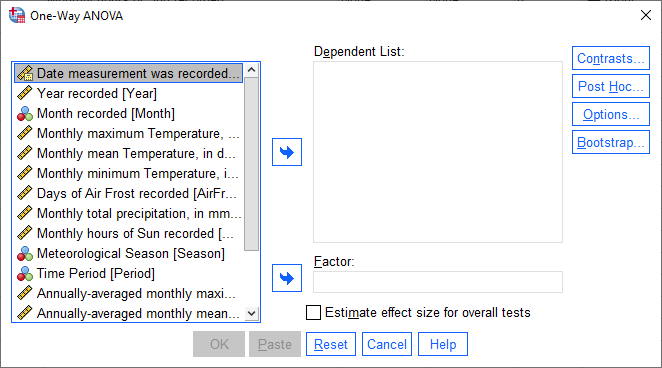 One-Way ANOVA
Date measurement was recorded...
Year recorded [Year]
Month recorded [Month]
Monthly maximum Temperature, ...
Monthly mean Temperature, in d...
Monthly minimum Temperature, i...
Days of Air Frost recorded [AirFr...
Monthly total precipitation, in mm...
Monthly hours of Sun recorded [...
Meteorological Season [Season]
Time Period [Period]
Annually-averaged monthly maxi...
Annually-averaged monthly mean...
Dependent List:
Factor:
Estimate effect size for overall tests
Contrasts...
Post Hoc...
Options...
Bootstrap...
OK Paste Reset Cancel Help